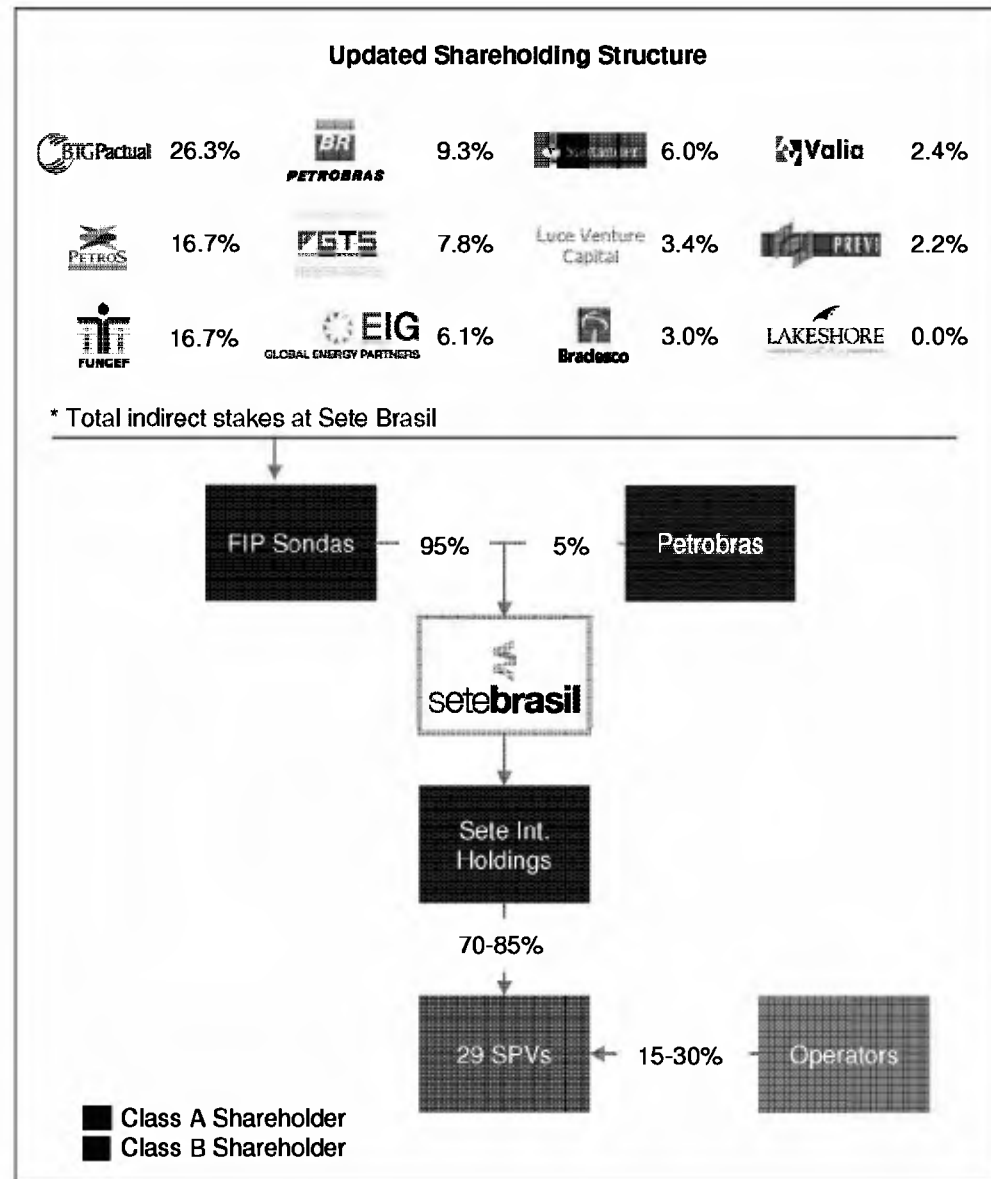 Updated Shareholding Structure
BTGPactual 26.3%
BR
PETROBRAS
9.3%
Santander 6.0%
Valia 2.4%
PETROS
16.7%
FGTS
7.8%
Luce Venture
Capital
3.4%
PREVI
2.2%
FUNCEF
16.7%
EIG
GLOBAL ENERGY PARTNERS
6.1%
Bradesco
3.0%
LAKESHORE
0.0%
* Total indirect stakes at Sete Brasil
FIP Sondas 95% 5% Petrobras
setebrasil
Sete Int.
Holdings
70-85%
29 SPVs 15-30% Operators
Class A Shareholder
Class B Shareholder